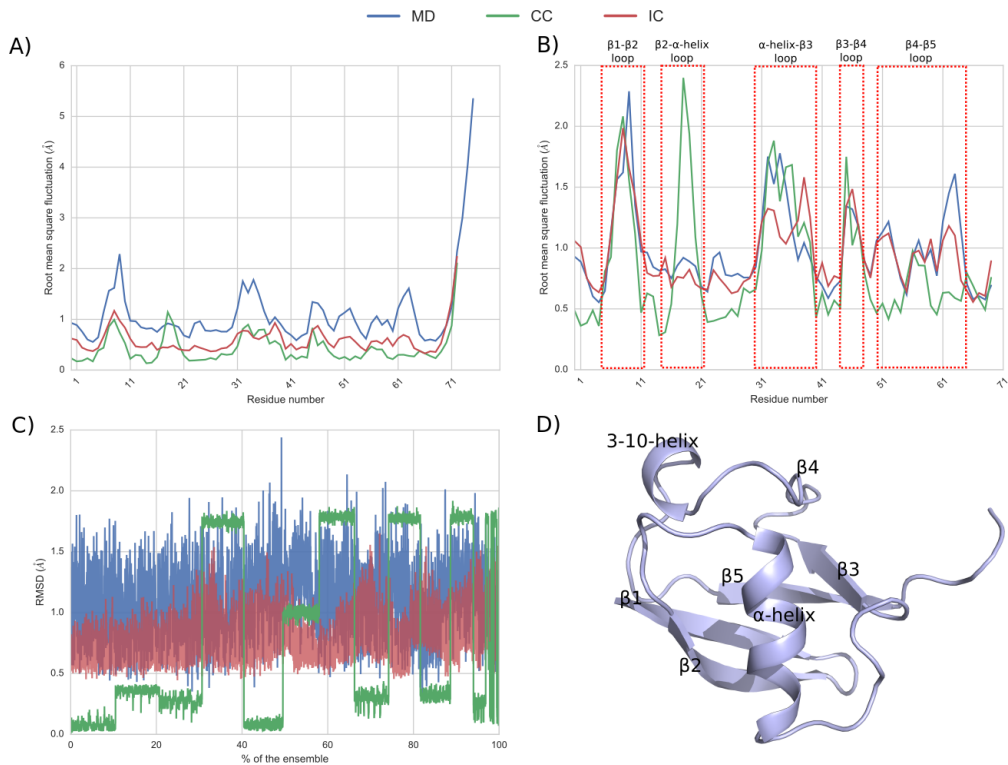 MD CC IC
A)
6
5
4
3
2
1
0
Root mean square fluctuation (Å)
1 11 21 31 41 51 61 71
Residue number
B)
β1-β2 loop
β2-α-helix loop
α-helix-β3 loop
β3-β4 loop
β4-β5 loop
2.5
2.0
1.5
1.0
0.5
0.0
Root mean square fluctuation (Å)
1 11 21 31 41 51 61 71
Residue number
C)
2.5
2.0
1.5
1.0
0.5
0.0
RMSD (Å)
0 20 40 60 80 100
% of the ensemble
D)
3-10-helix
β4
β3
β5
β1
α-helix
β2